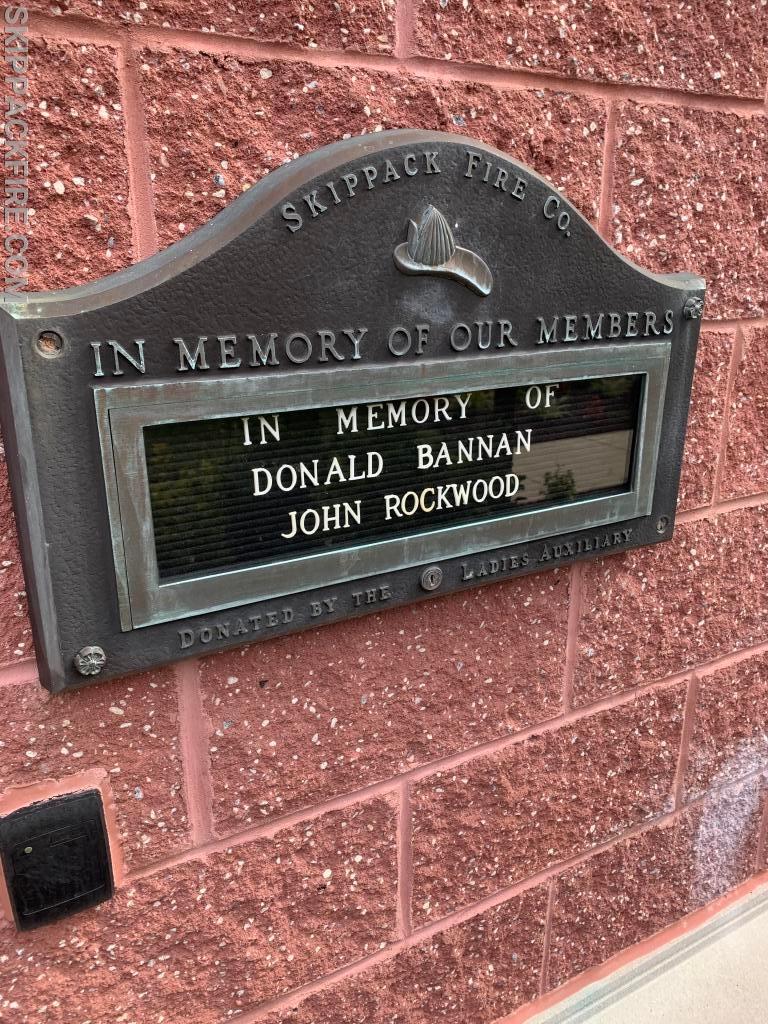 SKIPPACKFIRE.COM
SKIPPACK FIRE CO.
IN MEMORY OF OUR MEMBERS
IN MEMORY OF
DONALD BANNAN
JOHN ROCKWOOD
DONATED BY THE LADIES AUXILIARY